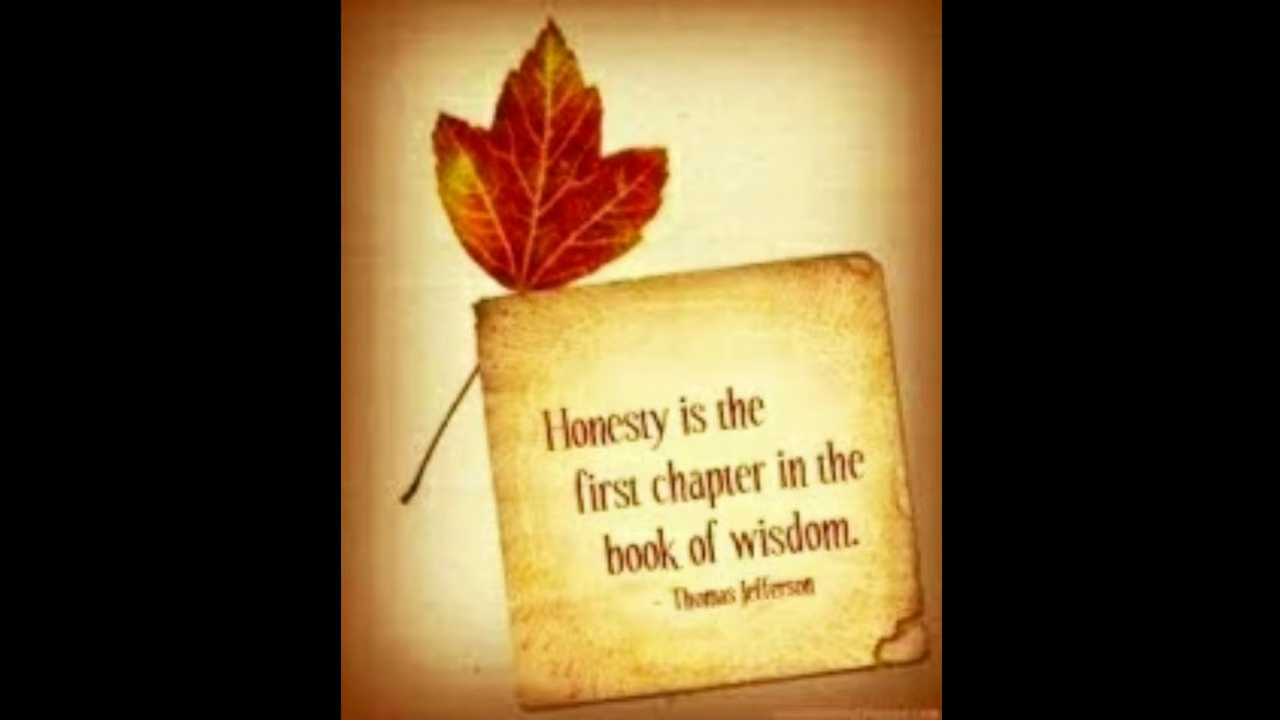 Honesty is the
first chapter in the
book of wisdom.
- Thomas Jefferson